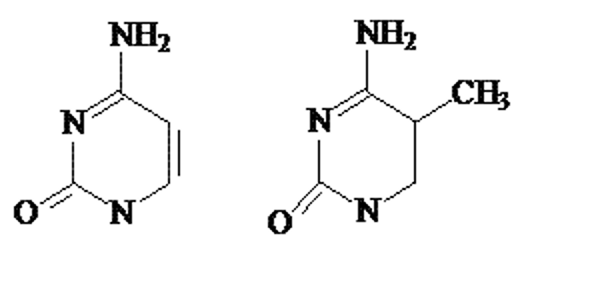 NH₂ NH₂
CH₃
N N
N N
O O